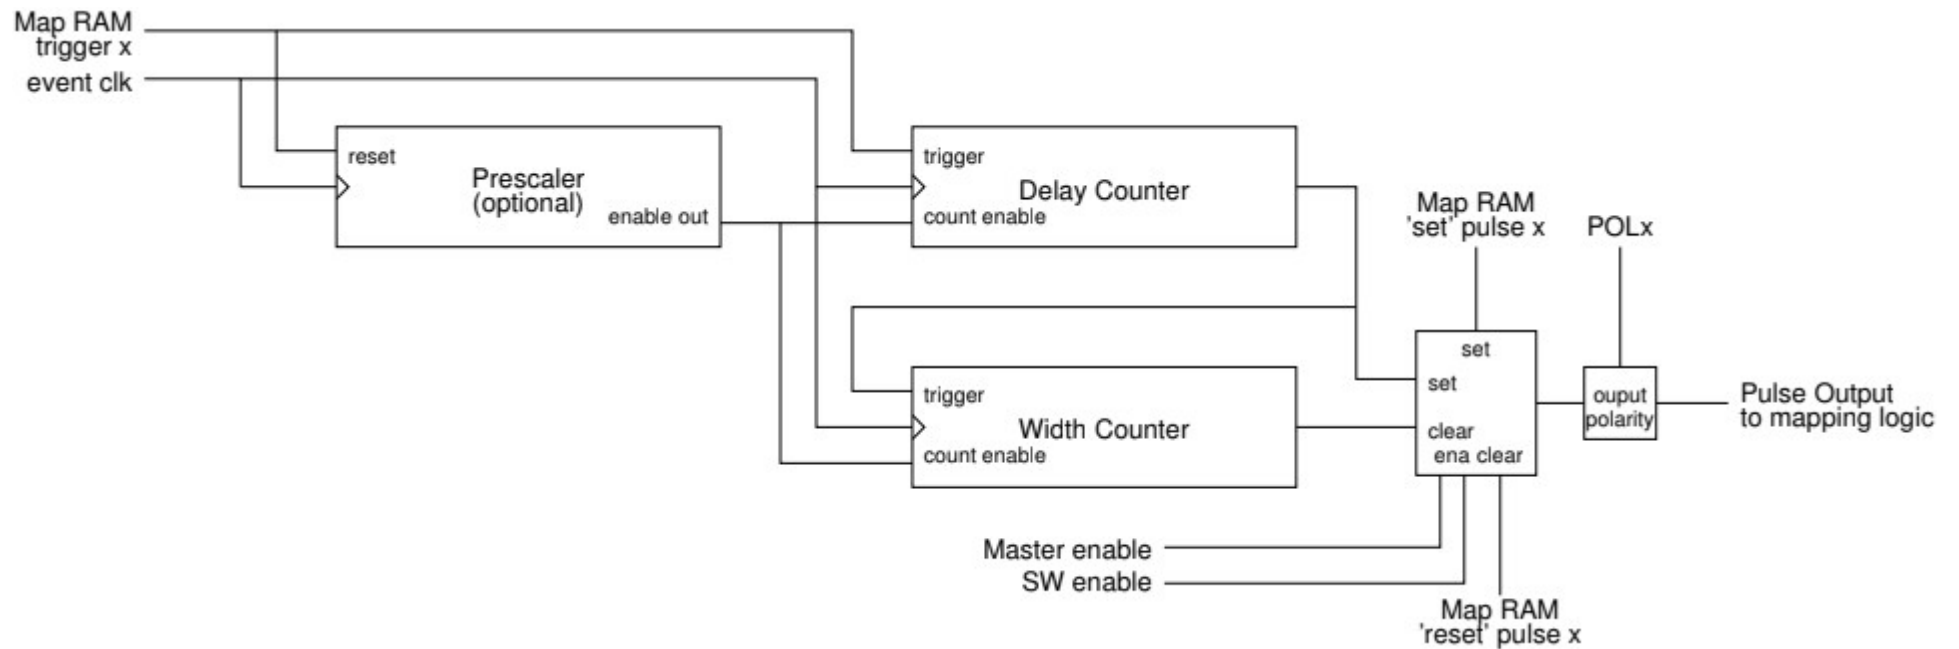 Map RAM
trigger x
event clk
reset
Prescaler
(optional)
enable out
trigger
Delay Counter
count enable
Map RAM
'set' pulse x
POLx
set
set
clear
ena clear
ouput
polarity
Pulse Output
to mapping logic
trigger
Width Counter
count enable
Master enable
SW enable
Map RAM
'reset' pulse x